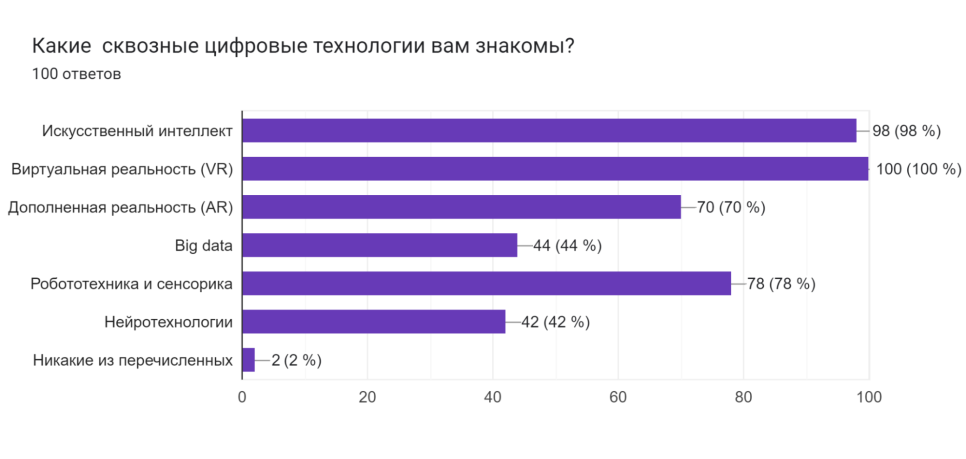 Какие  сквозные цифровые технологии вам знакомы?
100 ответов
Искусственный интеллект 98 (98 %)
Виртуальная реальность (VR) 100 (100 %)
Дополненная реальность (AR) 70 (70 %)
Big data 44 (44 %)
Робототехника и сенсорика 78 (78 %)
Нейротехнологии 42 (42 %)
Никакие из перечисленных 2 (2 %)
0 20 40 60 80 100